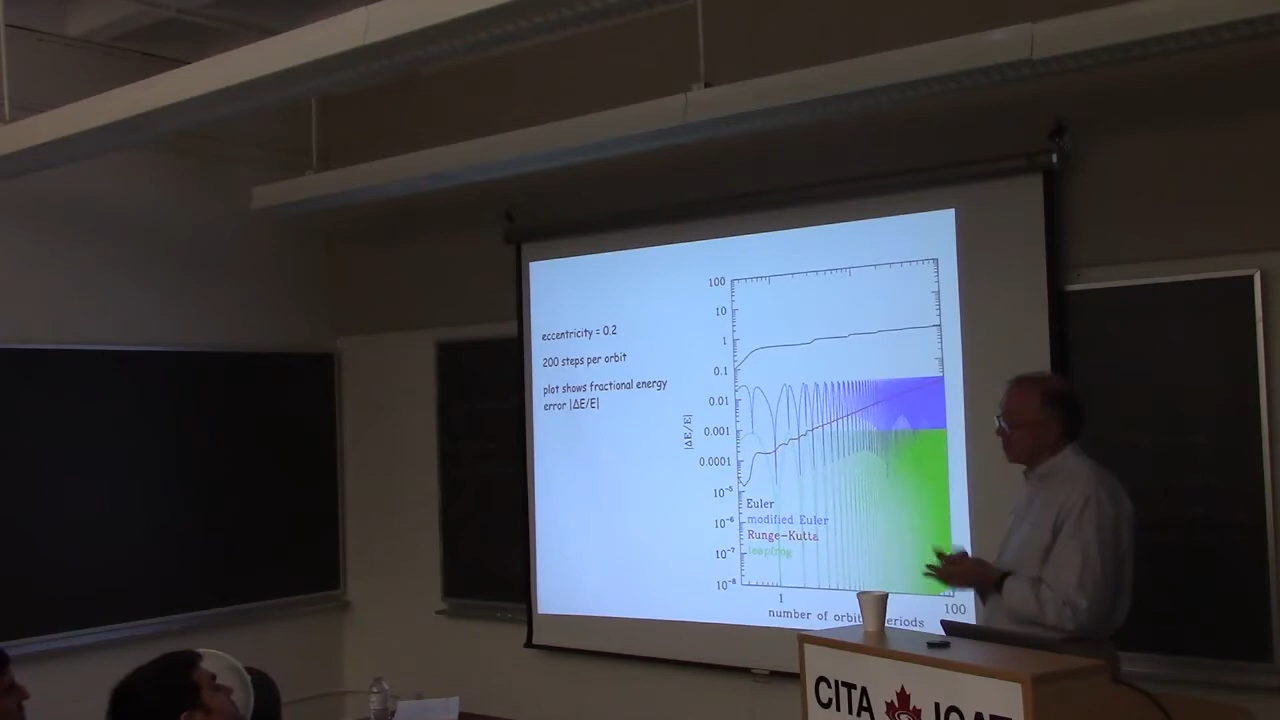 eccentricity = 0.2
200 steps per orbit
plot shows fractional energy
error |ΔE/E|
100
10
1
0.1
0.01
0.001
0.0001
10⁻⁵
10⁻⁶
10⁻⁷
10⁻⁸
|ΔE/E|
Euler
modified Euler
Runge-Kutta
leapfrog
1
100
number of orbit
CITA